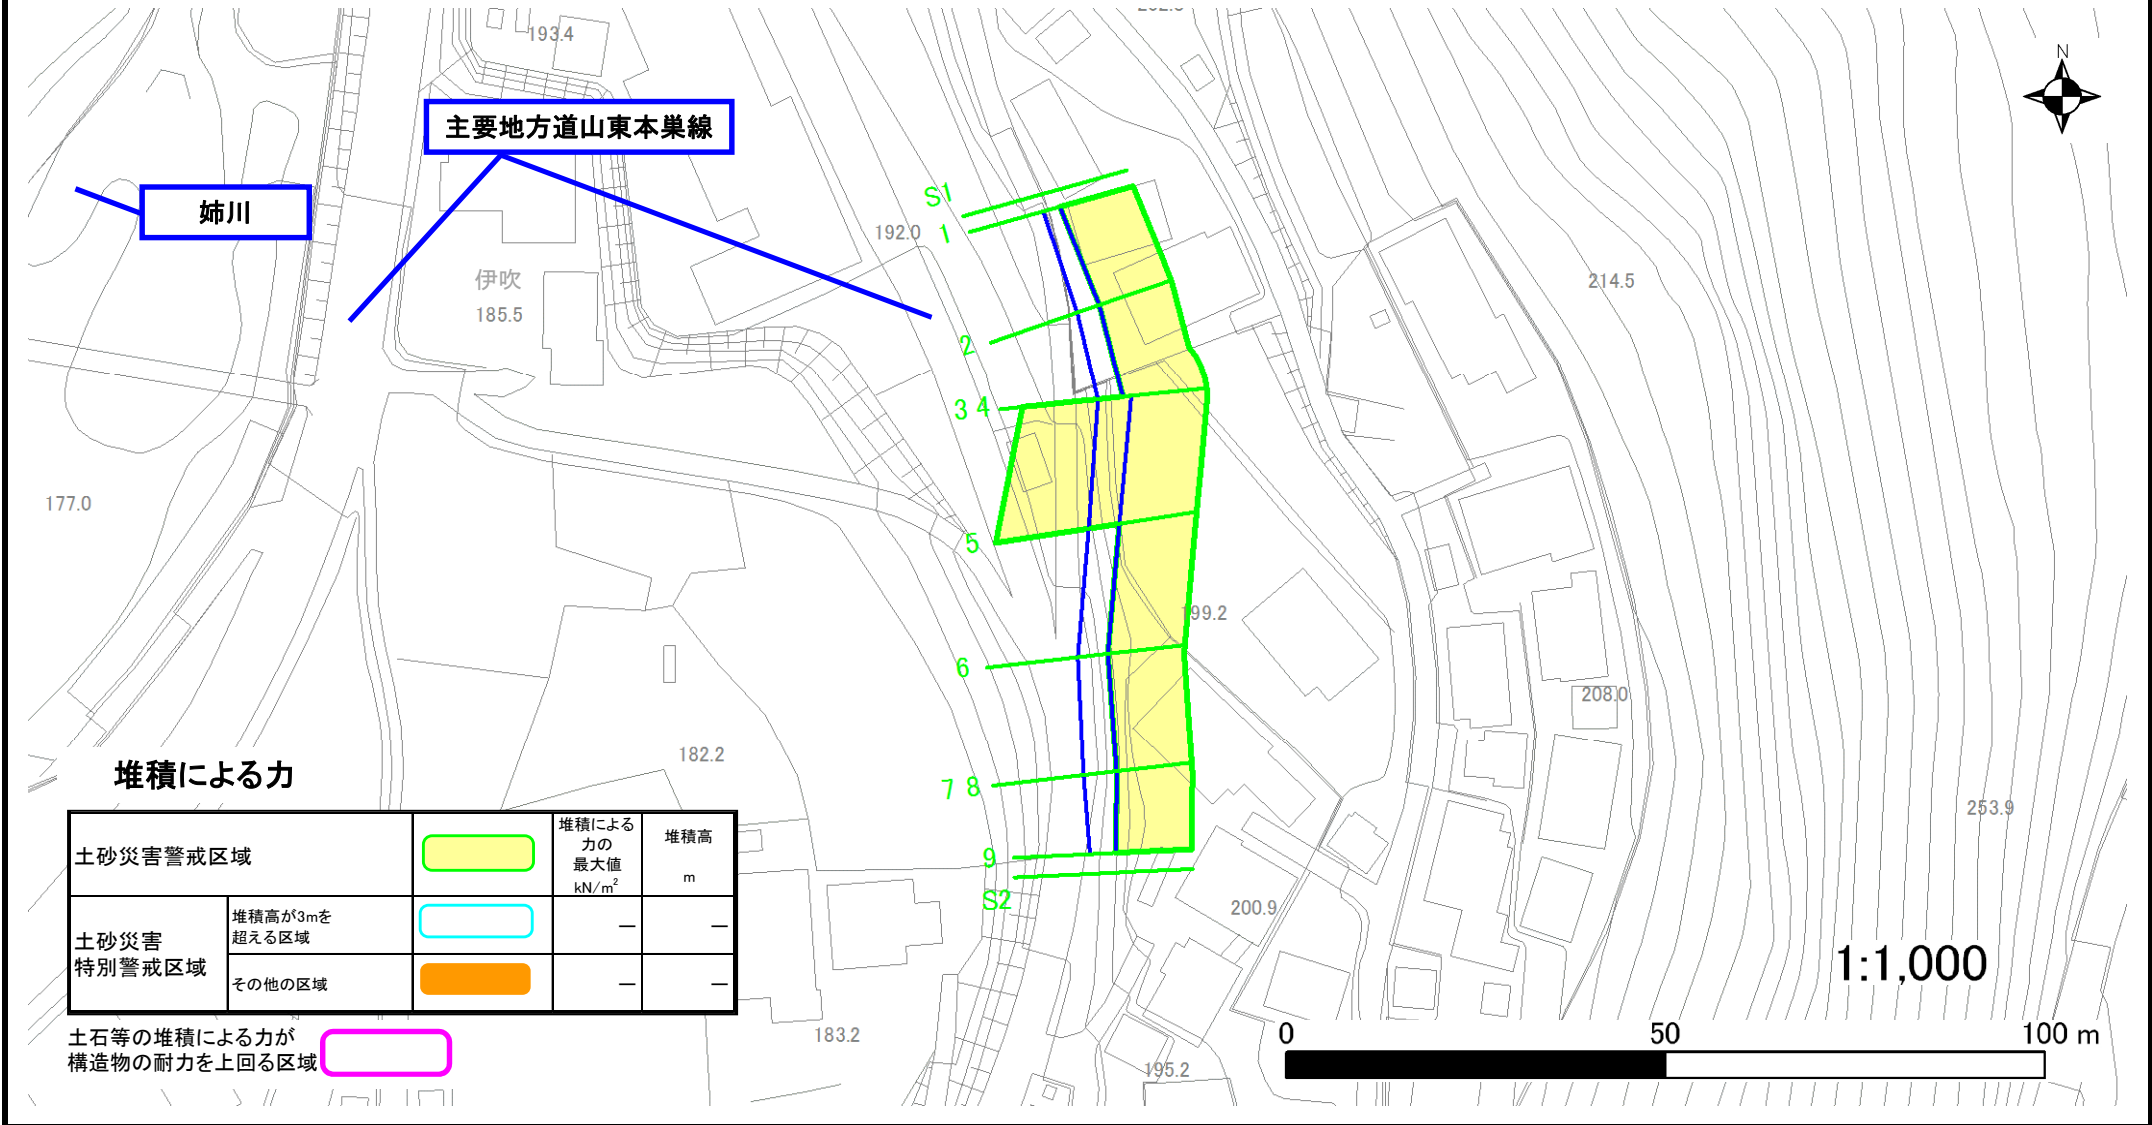 193.4
N
主要地方道山東本巣線
姉川
S1
1
192.0
伊吹
185.5
214.5
2
3 4
177.0
5
199.2
6
208.0
182.2
7 8
253.9
9
S2
200.9
堆積による力
土砂災害警戒区域
堆積による
力の
最大値
kN/m²
堆積高
m
土砂災害
特別警戒区域
堆積高が3mを
超える区域
－
－
その他の区域
－
－
土石等の堆積による力が
構造物の耐力を上回る区域
183.2
195.2
1:1,000
0 50 100 m